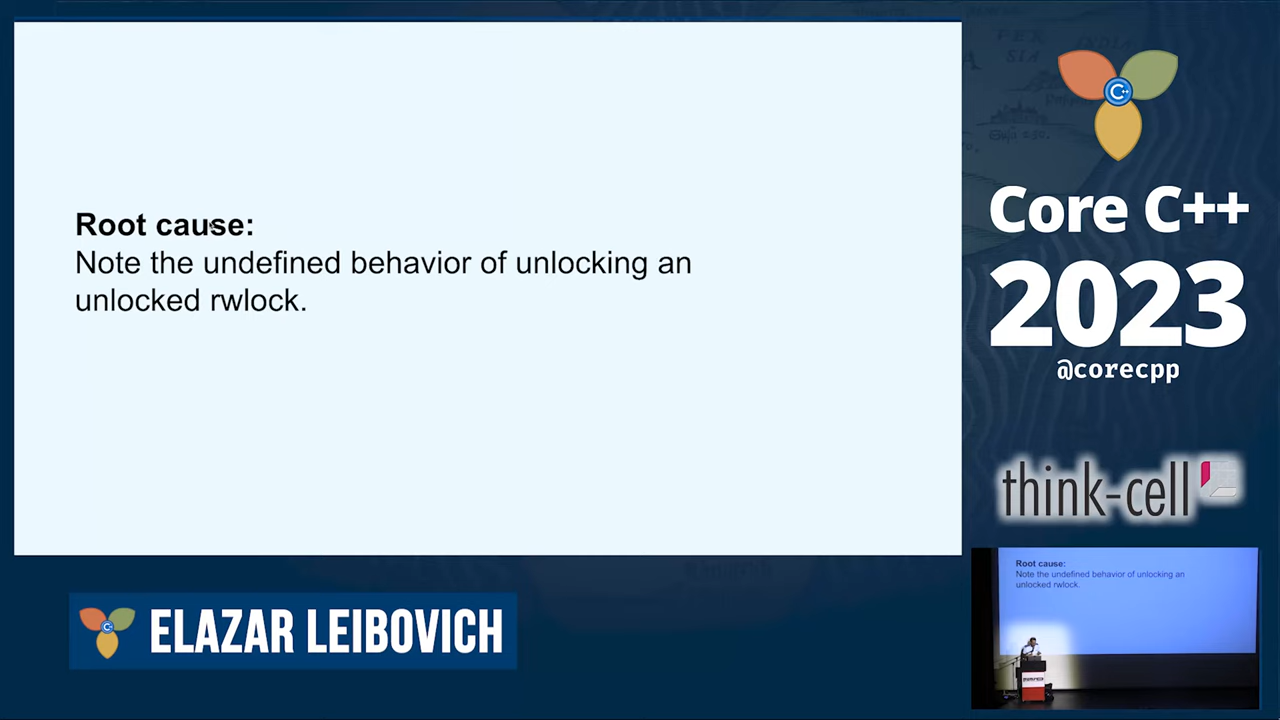 Root cause:
Note the undefined behavior of unlocking an
unlocked rwlock.
C++
Core C++
2023
@corecpp
think-cell
Root cause:
Note the undefined behavior of unlocking an
unlocked rwlock.
ELAZAR LEIBOVICH